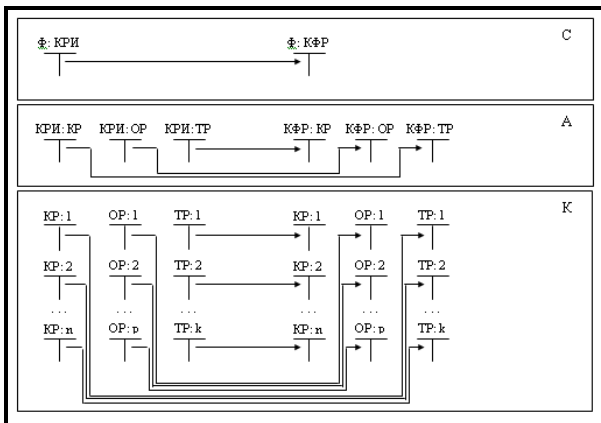 С
Ф: КРИ Ф: КФР
А
КРИ: КР КРИ: ОР КРИ: ТР КФР: КР КФР: ОР КФР: ТР
К
КР: 1 ОР: 1 ТР: 1 КР: 1 ОР: 1 ТР: 1
КР: 2 ОР: 2 ТР: 2 КР: 2 ОР: 2 ТР: 2
... ... ... ... ... ...
КР: n ОР: p ТР: k КР: n ОР: p ТР: k